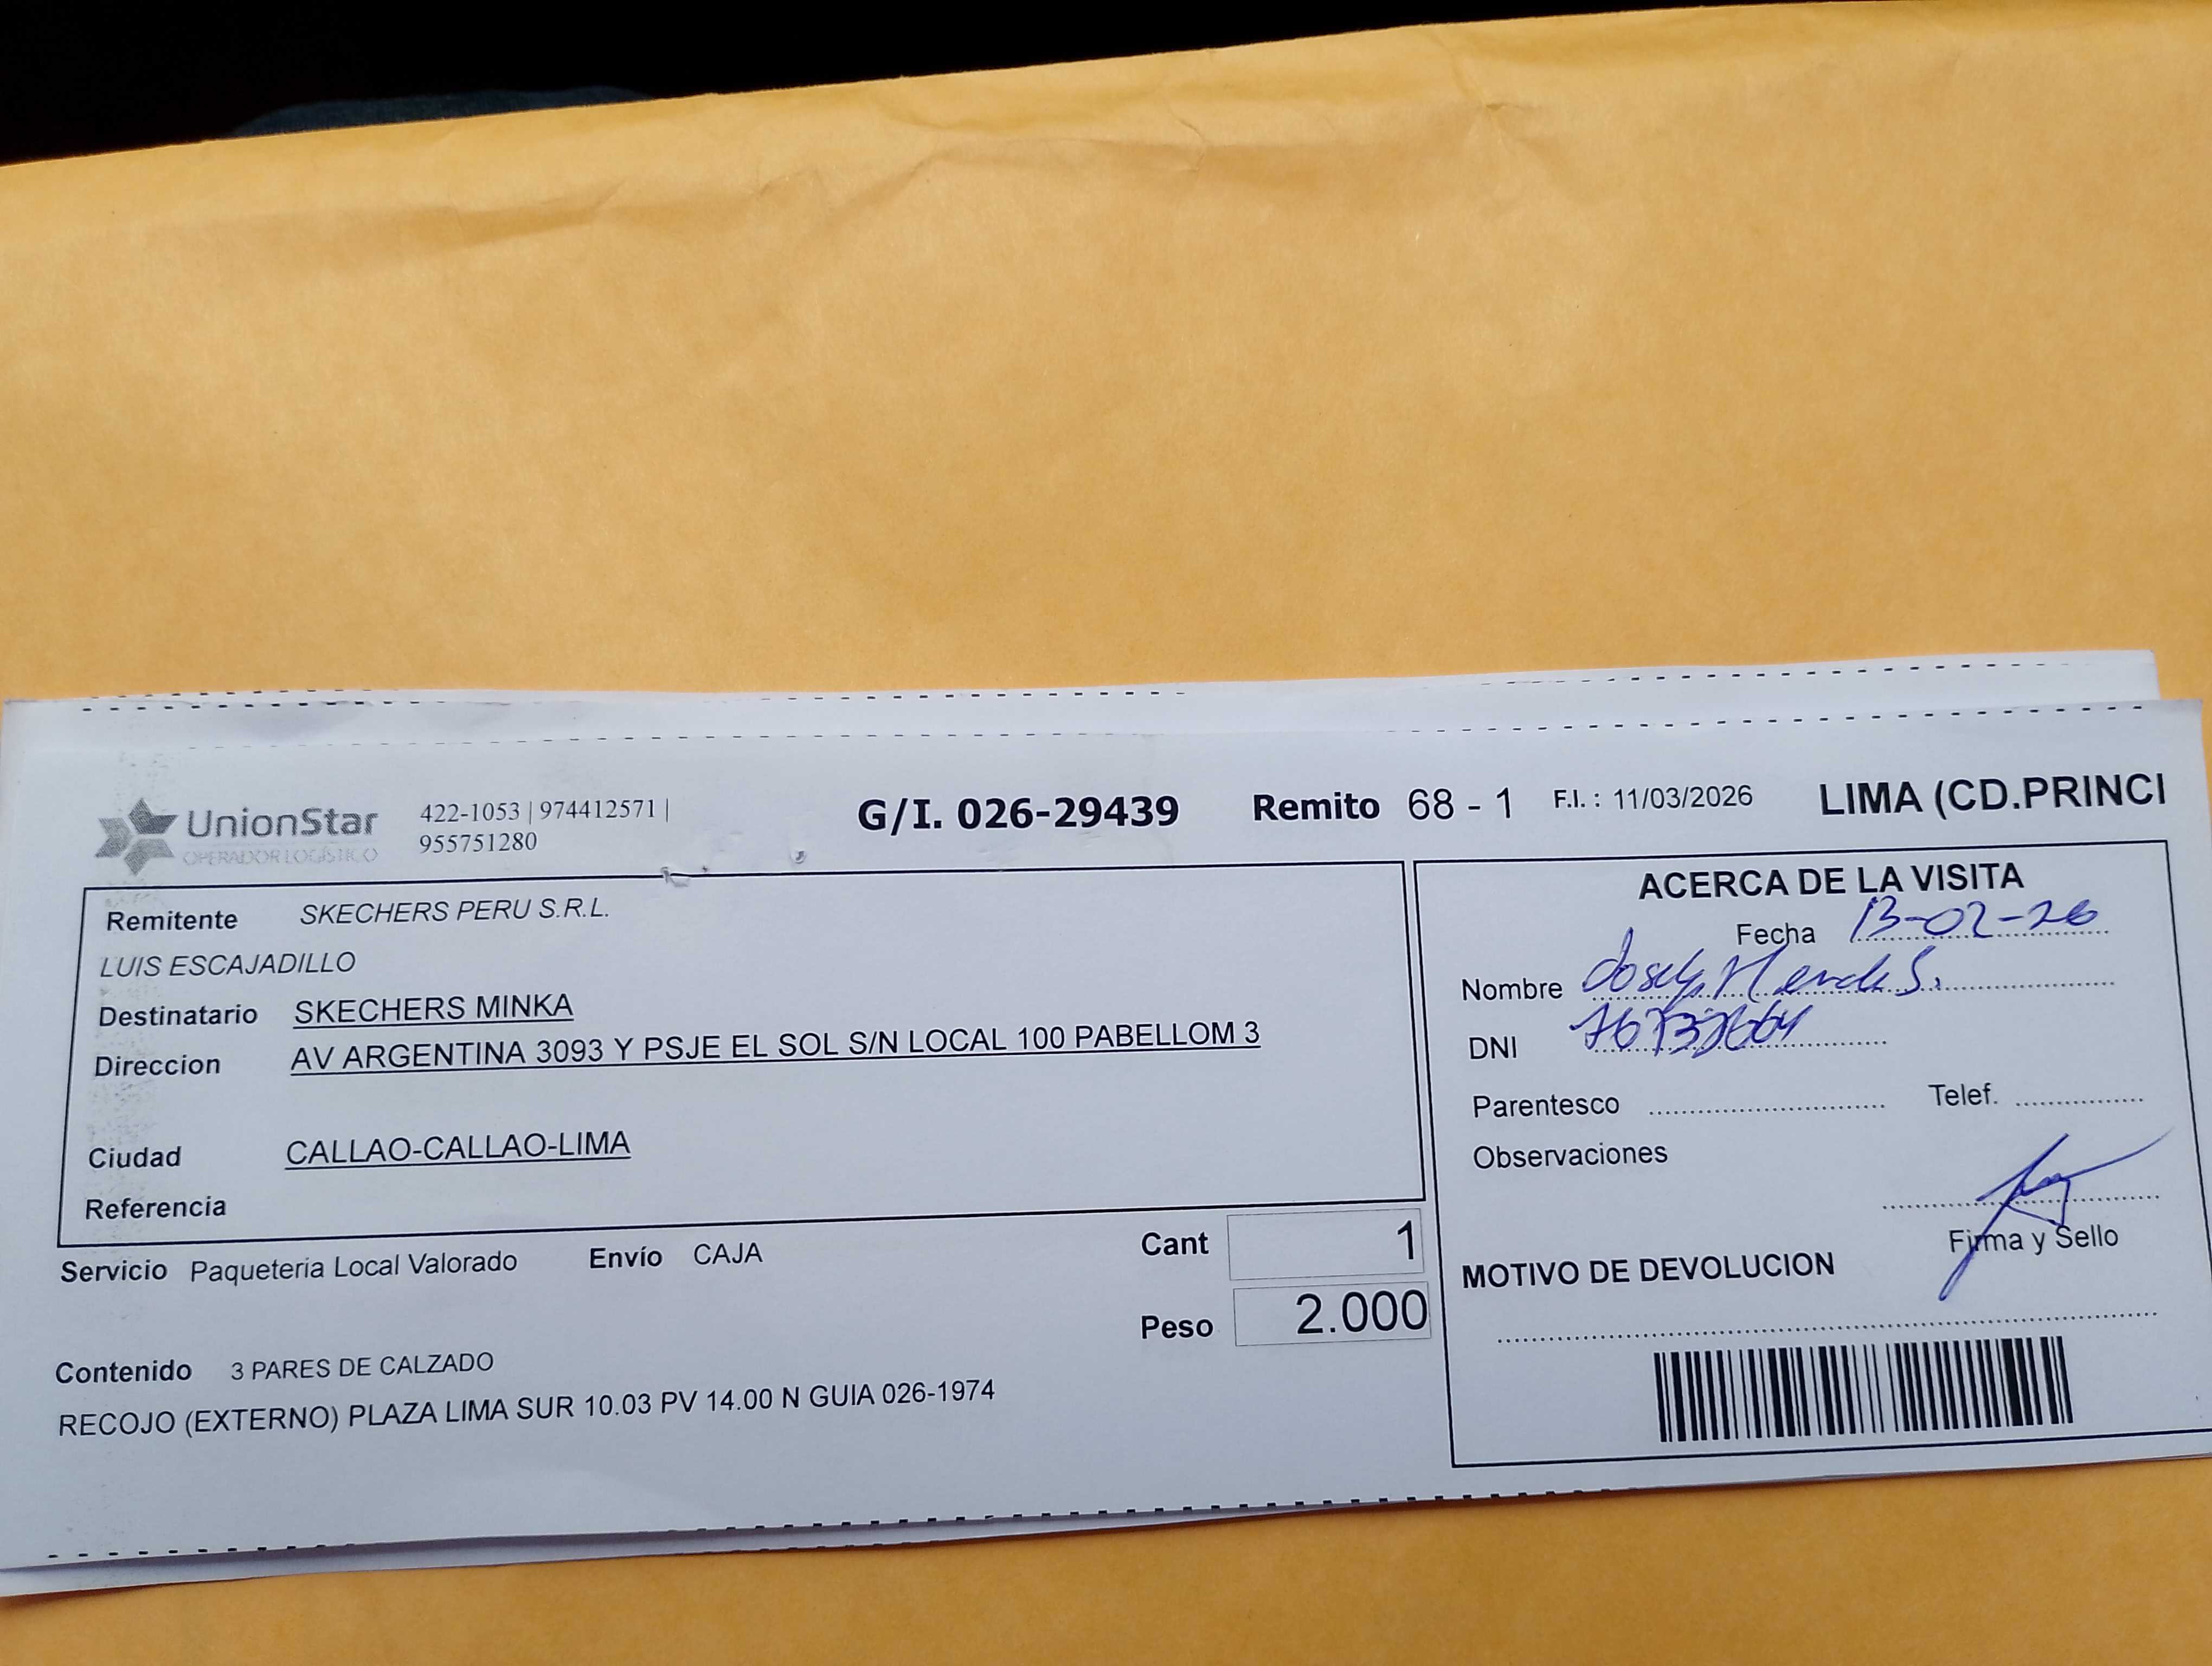 UnionStar
OPERADOR LOGÍSTICO
422-1053 | 974412571 |
955751280
G/I. 026-29439
Remito 68 - 1
F.I. : 11/03/2026
LIMA (CD.PRINCI
Remitente SKECHERS PERU S.R.L.
LUIS ESCAJADILLO
Destinatario SKECHERS MINKA
Direccion AV ARGENTINA 3093 Y PSJE EL SOL S/N LOCAL 100 PABELLOM 3
Ciudad CALLAO-CALLAO-LIMA
Referencia
Servicio Paqueteria Local Valorado Envío CAJA
Cant 1
Peso 2.000
Contenido 3 PARES DE CALZADO
RECOJO (EXTERNO) PLAZA LIMA SUR 10.03 PV 14.00 N GUIA 026-1974
ACERCA DE LA VISITA
Fecha 13-02-26
Nombre
DNI
Parentesco Telef.
Observaciones
Firma y Sello
MOTIVO DE DEVOLUCION